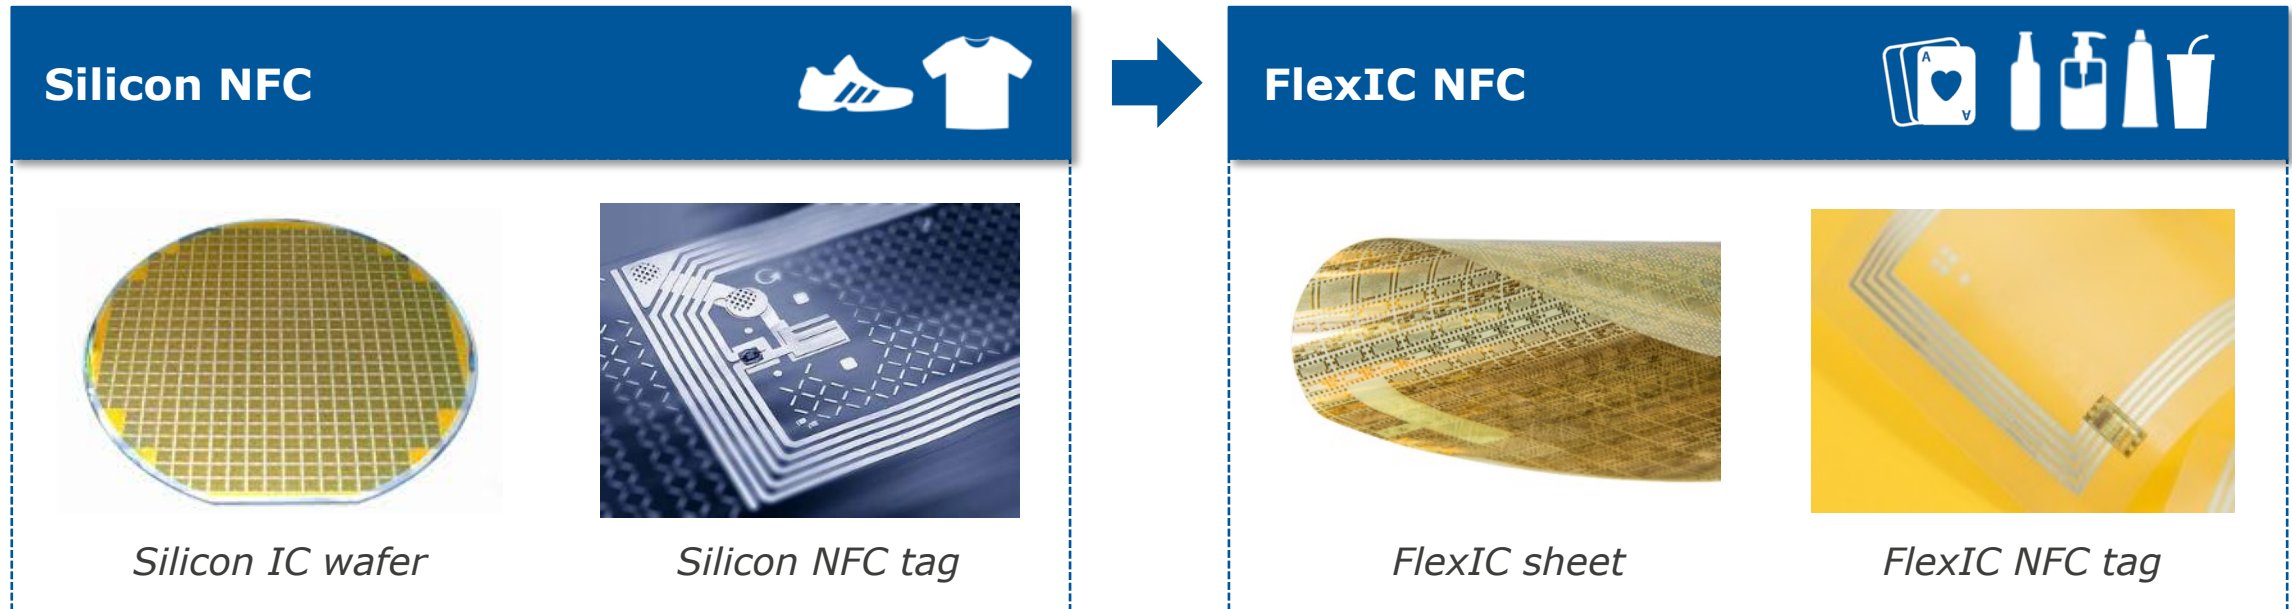 Silicon NFC
FlexIC NFC
A
A
Silicon IC wafer
Silicon NFC tag
FlexIC sheet
FlexIC NFC tag